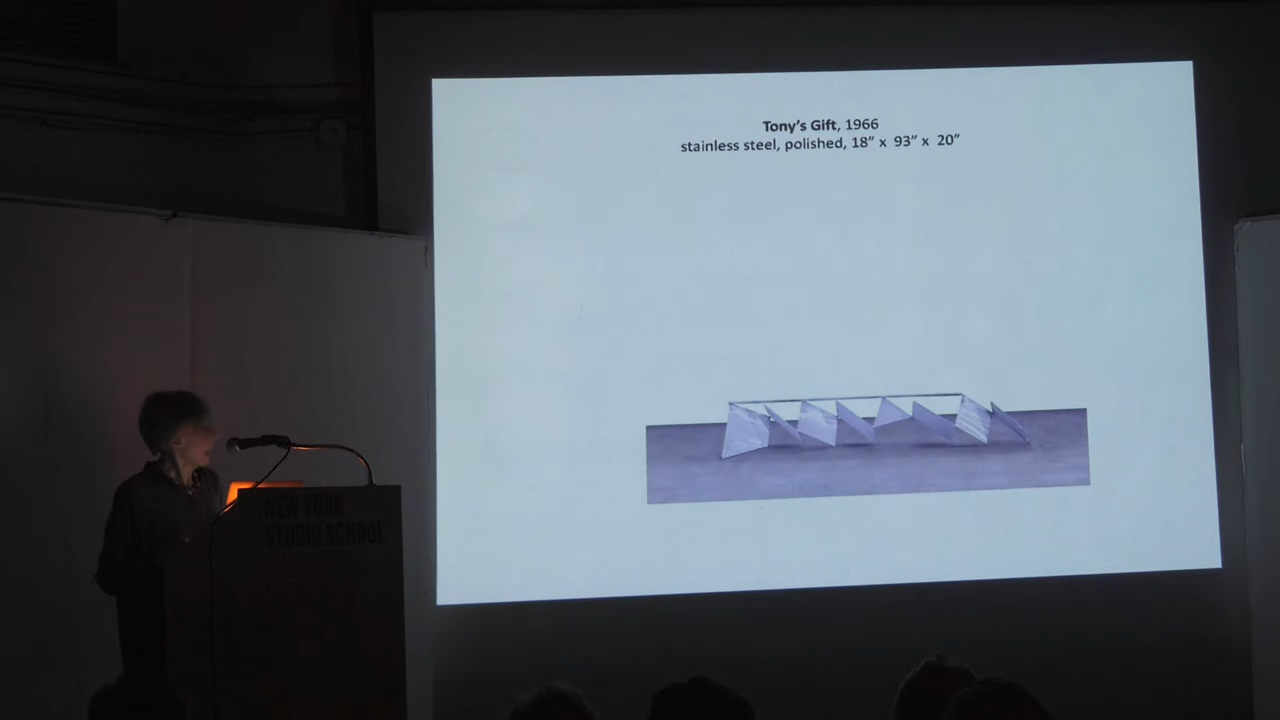 Tony's Gift, 1966
stainless steel, polished, 18" x 93" x 20"
NEW YORK
STUDIO SCHOOL